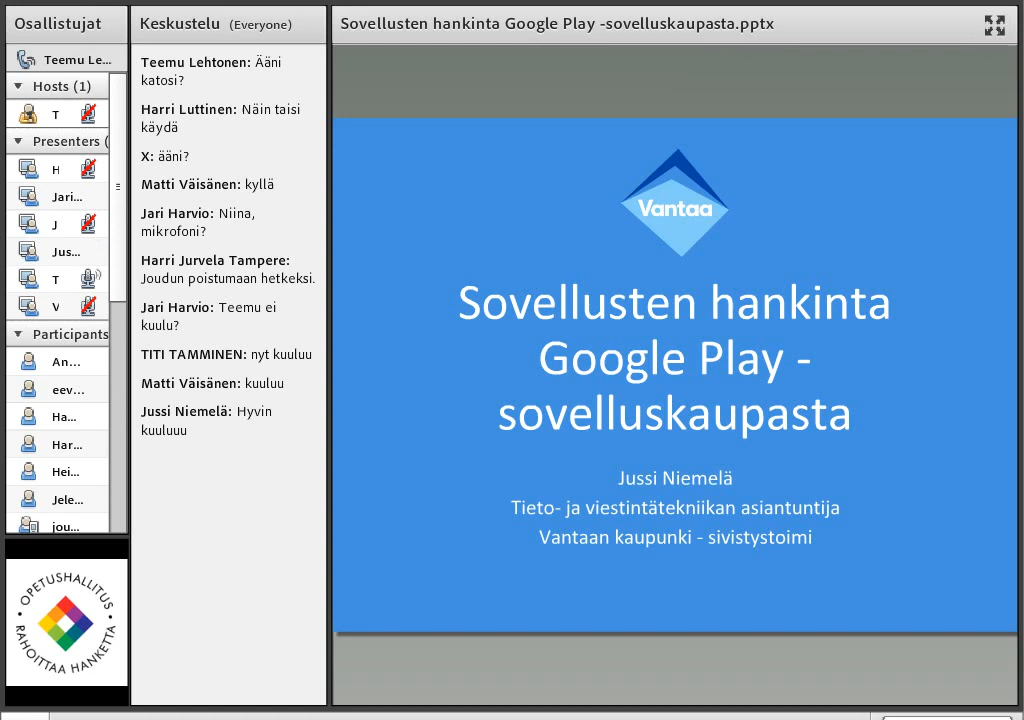 Osallistujat
Teemu Le...
Hosts (1)
T
Presenters (
H
Jari...
J
Jus...
T
V
Participants
An...
eev...
Ha...
Har...
Hei...
Jele...
jou...
• OPETUSHALLITUS •
RAHOITTAA HANKETTA
Keskustelu (Everyone)
Teemu Lehtonen: Ääni
katosi?
Harri Luttinen: Näin taisi
käydä
X: ääni?
Matti Väisänen: kyllä
Jari Harvio: Niina,
mikrofoni?
Harri Jurvela Tampere:
Joudun poistumaan hetkeksi.
Jari Harvio: Teemu ei
kuulu?
TITI TAMMINEN: nyt kuuluu
Matti Väisänen: kuuluu
Jussi Niemelä: Hyvin
kuuluuu
Sovellusten hankinta Google Play -sovelluskaupasta.pptx
Vantaa
Sovellusten hankinta
Google Play -
sovelluskaupasta
Jussi Niemelä
Tieto- ja viestintätekniikan asiantuntija
Vantaan kaupunki - sivistystoimi